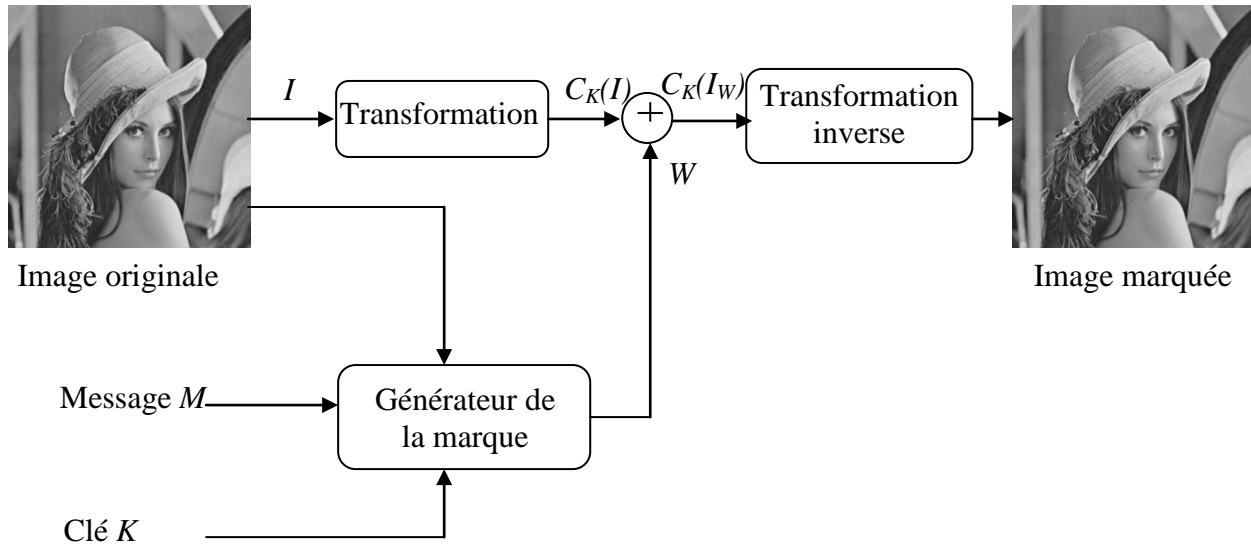 I
Transformation
C_K(I)
+
C_K(I_W)
Transformation
inverse
W
Image originale
Image marquée
Message M
Générateur de
la marque
Clé K